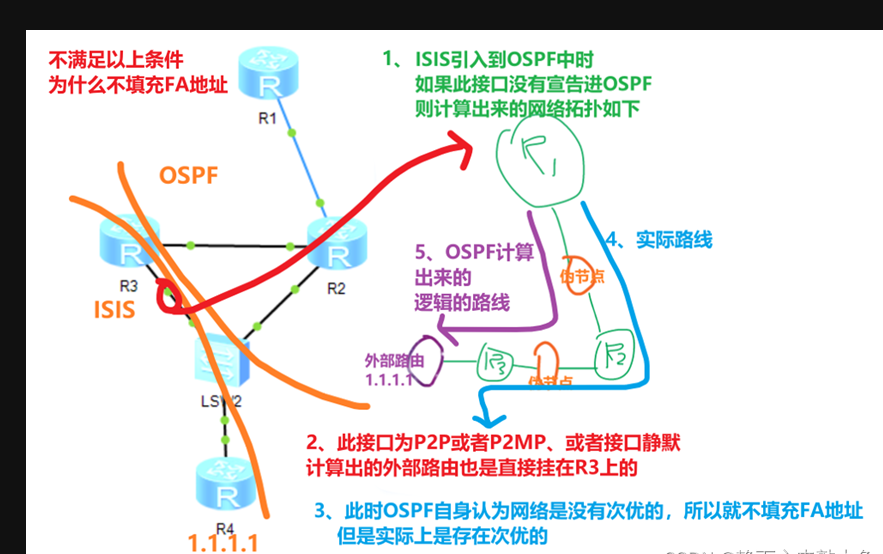 不满足以上条件
为什么不填充FA地址
1、ISIS引入到OSPF中时
如果此接口没有宣告进OSPF
则计算出来的网络拓扑如下
R
R1
R1
OSPF
R
R3
R
R2
ISIS
4、实际路线
5、OSPF计算
出来的
逻辑的路线
伪节点
外部路由
1.1.1.1
R3
伪节点
R2
LSW2
2、此接口为P2P或者P2MP、或者接口静默
计算出的外部路由也是直接挂在R3上的
R
R4
1.1.1.1
3、此时OSPF自身认为网络是没有次优的，所以就不填充FA地址
但是实际上是存在次优的